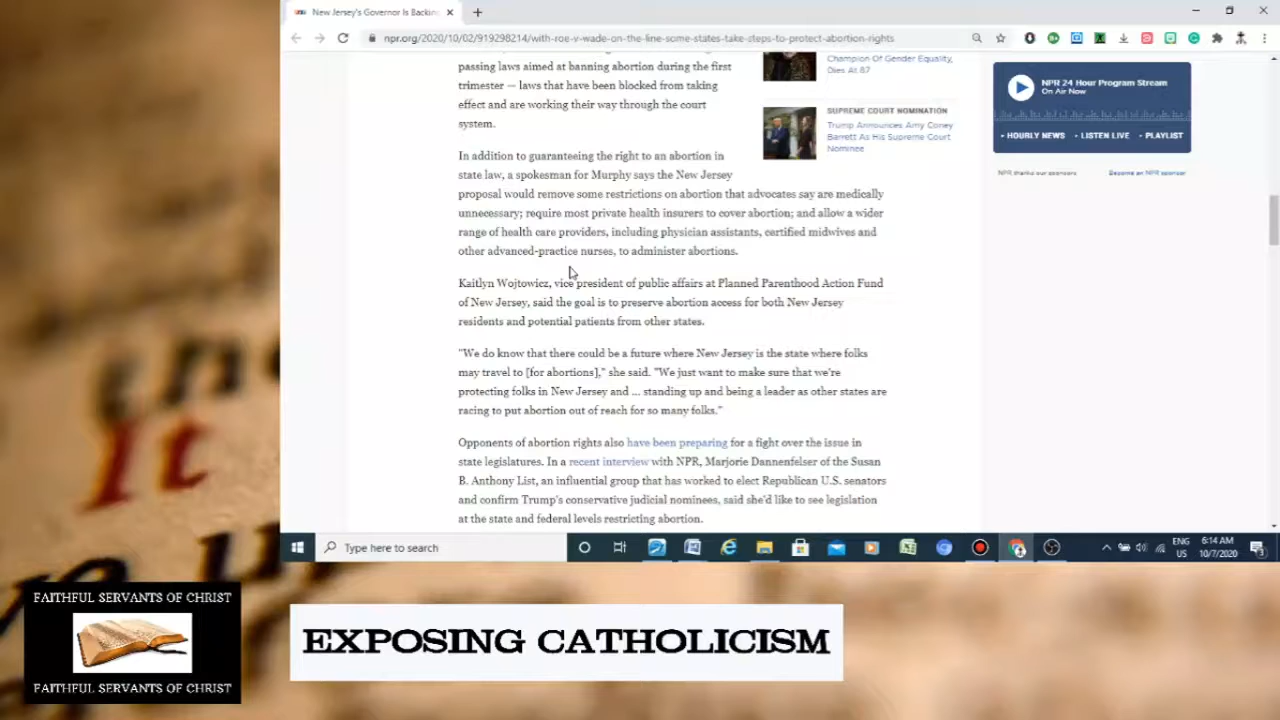 New Jersey's Governor Is Backin
npr.org/2020/10/02/919298214/with-roe-v-wade-on-the-line-some-states-take-steps-to-protect-abortion-rights
passing laws aimed at banning abortion during the first
trimester — laws that have been blocked from taking
effect and are working their way through the court
system.
Champion Of Gender Equality,
Dies At 87
SUPREME COURT NOMINATION
Trump Announces Amy Coney
Barrett As His Supreme Court
Nominee
NPR 24 Hour Program Stream
On Air Now
HOURLY NEWS
LISTEN LIVE
PLAYLIST
NPR thanks our sponsors
Become an NPR sponsor
In addition to guaranteeing the right to an abortion in
state law, a spokesman for Murphy says the New Jersey
proposal would remove some restrictions on abortion that advocates say are medically
unnecessary; require most private health insurers to cover abortion; and allow a wider
range of health care providers, including physician assistants, certified midwives and
other advanced-practice nurses, to administer abortions.
Kaitlyn Wojtowicz, vice president of public affairs at Planned Parenthood Action Fund
of New Jersey, said the goal is to preserve abortion access for both New Jersey
residents and potential patients from other states.
"We do know that there could be a future where New Jersey is the state where folks
may travel to [for abortions]," she said. "We just want to make sure that we're
protecting folks in New Jersey and ... standing up and being a leader as other states are
racing to put abortion out of reach for so many folks."
Opponents of abortion rights also have been preparing for a fight over the issue in
state legislatures. In a recent interview with NPR, Marjorie Dannenfelser of the Susan
B. Anthony List, an influential group that has worked to elect Republican U.S. senators
and confirm Trump's conservative judicial nominees, said she'd like to see legislation
at the state and federal levels restricting abortion.
Type here to search
ENG
US
6:14 AM
10/7/2020
It
FAITHFUL SERVANTS OF CHRIST
FAITHFUL SERVANTS OF CHRIST
EXPOSING CATHOLICISM